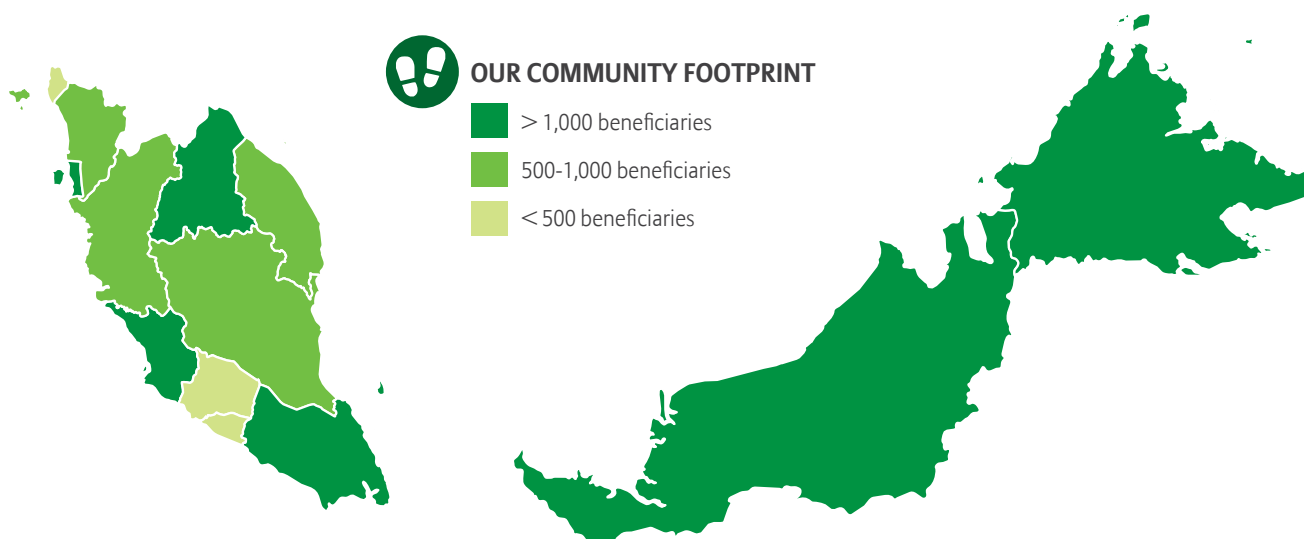 OUR COMMUNITY FOOTPRINT
> 1,000 beneficiaries
500-1,000 beneficiaries
< 500 beneficiaries